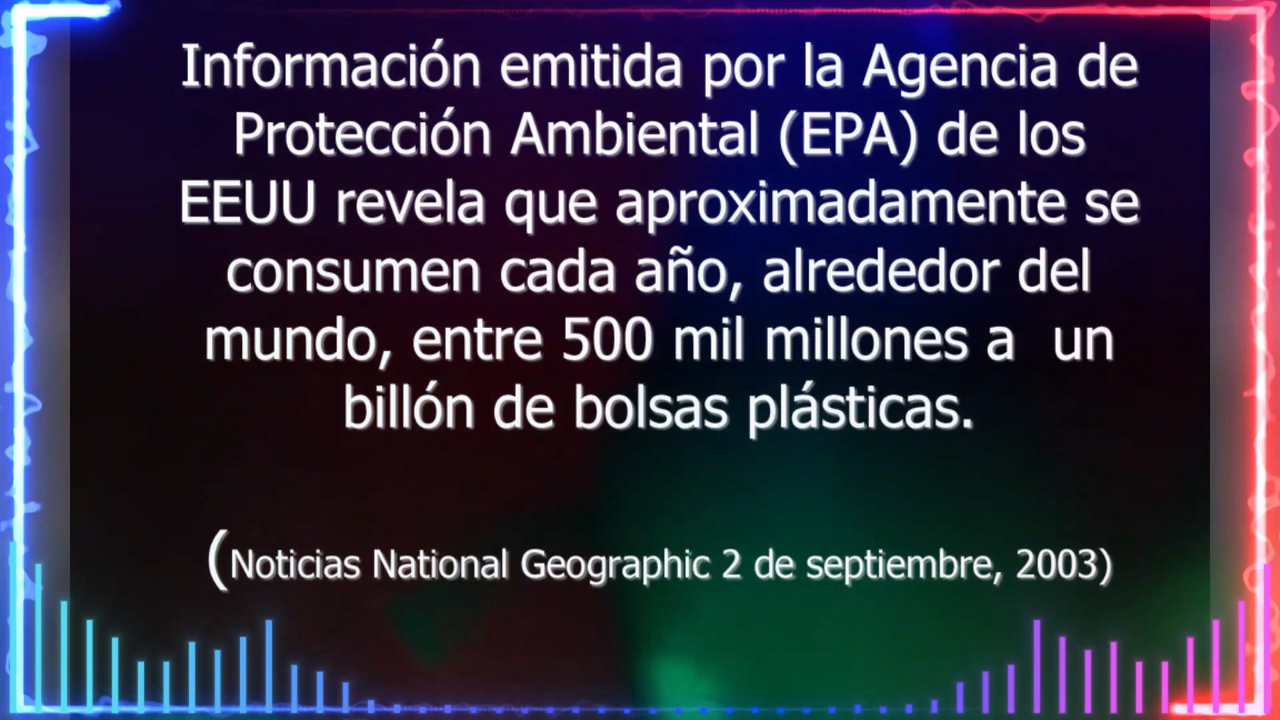 Información emitida por la Agencia de
Protección Ambiental (EPA) de los
EEUU revela que aproximadamente se
consumen cada año, alrededor del
mundo, entre 500 mil millones a  un
billón de bolsas plásticas.
(Noticias National Geographic 2 de septiembre, 2003)